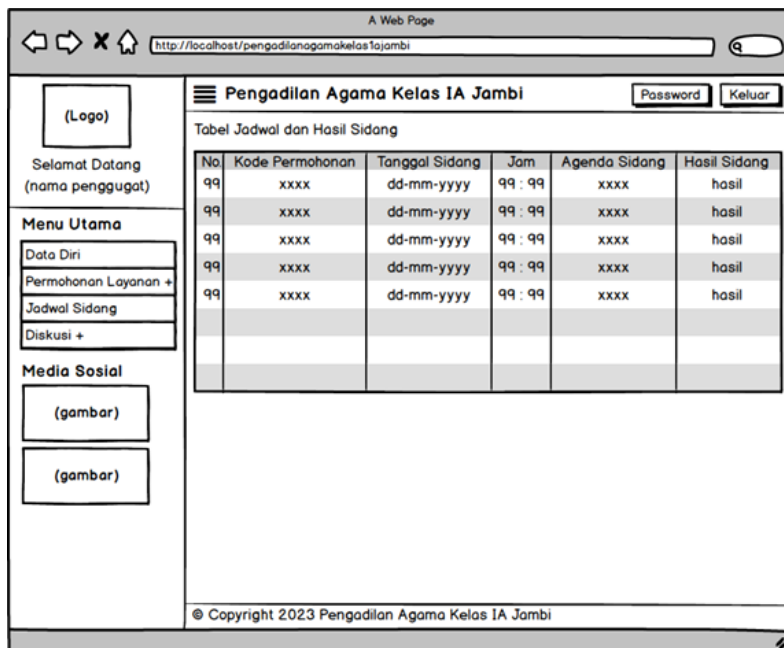 A Web Page
http://localhost/pengadilanagamakelas1ajambi
(Logo)
Selamat Datang
(nama penggugat)
Menu Utama
Data Diri
Permohonan Layanan +
Jadwal Sidang
Diskusi +
Media Sosial
(gambar)
(gambar)
Pengadilan Agama Kelas IA Jambi
Password
Keluar
Tabel Jadwal dan Hasil Sidang
No. Kode Permohonan Tanggal Sidang Jam Agenda Sidang Hasil Sidang
99 xxxx dd-mm-yyyy 99 : 99 xxxx hasil
99 xxxx dd-mm-yyyy 99 : 99 xxxx hasil
99 xxxx dd-mm-yyyy 99 : 99 xxxx hasil
99 xxxx dd-mm-yyyy 99 : 99 xxxx hasil
99 xxxx dd-mm-yyyy 99 : 99 xxxx hasil
© Copyright 2023 Pengadilan Agama Kelas IA Jambi